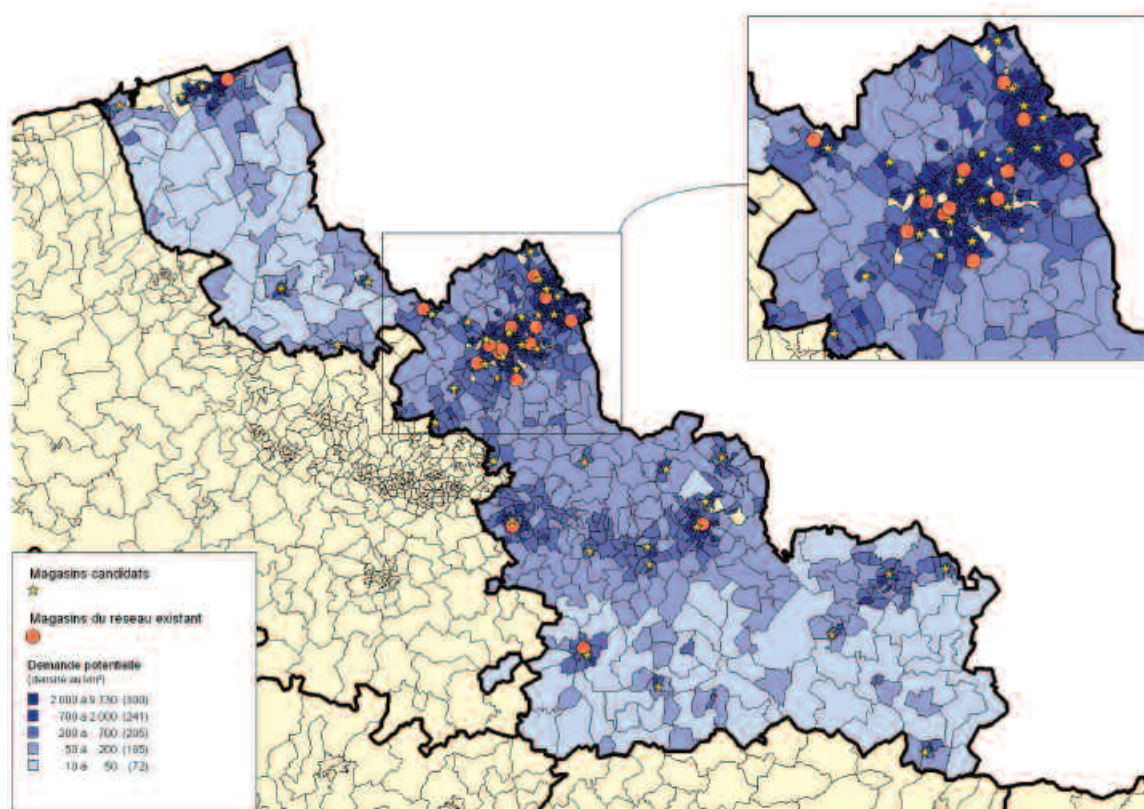 Magasins candidats
Magasins du réseau existant
Demande potentielle
(densité au km²)
2 000 à 9 730 (300)
700 à 2 000 (241)
200 à 700 (205)
50 à 200 (185)
10 à 50 (72)